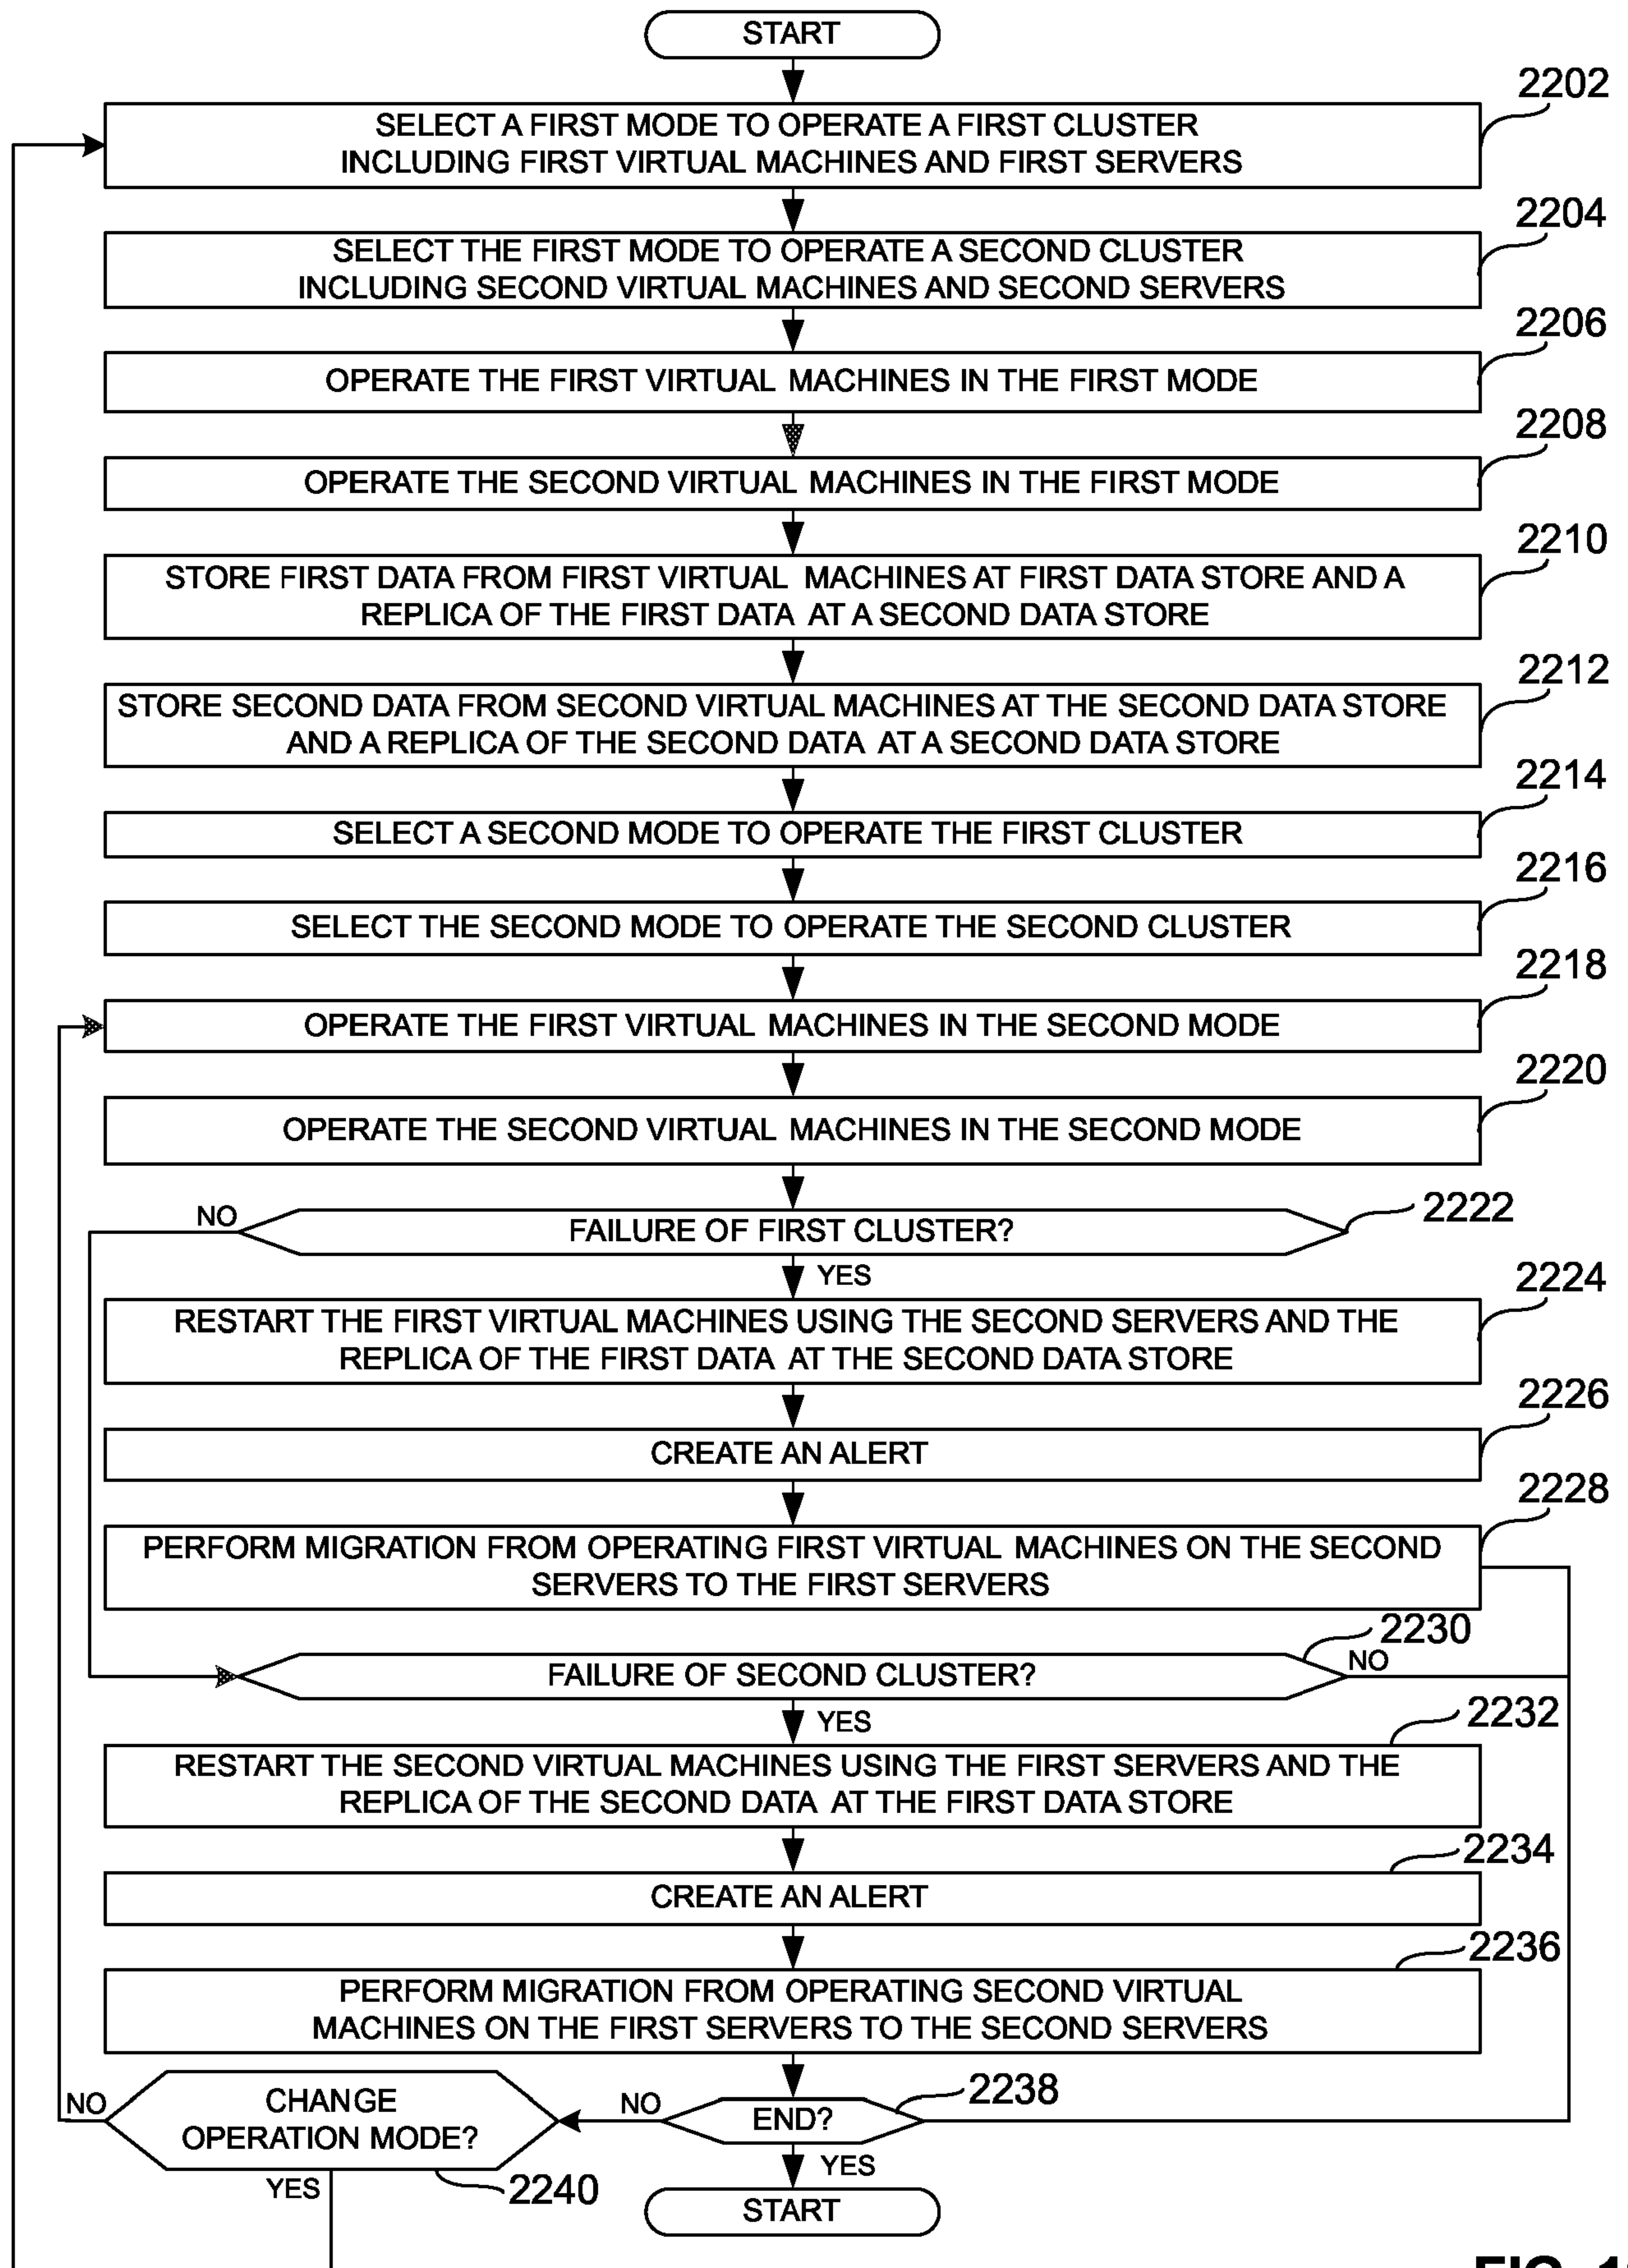 START
2202
SELECT A FIRST MODE TO OPERATE A FIRST CLUSTER
INCLUDING FIRST VIRTUAL MACHINES AND FIRST SERVERS
2204
SELECT THE FIRST MODE TO OPERATE A SECOND CLUSTER
INCLUDING SECOND VIRTUAL MACHINES AND SECOND SERVERS
2206
OPERATE THE FIRST VIRTUAL MACHINES IN THE FIRST MODE
2208
OPERATE THE SECOND VIRTUAL MACHINES IN THE FIRST MODE
2210
STORE FIRST DATA FROM FIRST VIRTUAL MACHINES AT FIRST DATA STORE AND A
REPLICA OF THE FIRST DATA AT A SECOND DATA STORE
2212
STORE SECOND DATA FROM SECOND VIRTUAL MACHINES AT THE SECOND DATA STORE
AND A REPLICA OF THE SECOND DATA AT A SECOND DATA STORE
2214
SELECT A SECOND MODE TO OPERATE THE FIRST CLUSTER
2216
SELECT THE SECOND MODE TO OPERATE THE SECOND CLUSTER
2218
OPERATE THE FIRST VIRTUAL MACHINES IN THE SECOND MODE
2220
OPERATE THE SECOND VIRTUAL MACHINES IN THE SECOND MODE
2222
NO
FAILURE OF FIRST CLUSTER?
YES
2224
RESTART THE FIRST VIRTUAL MACHINES USING THE SECOND SERVERS AND THE
REPLICA OF THE FIRST DATA AT THE SECOND DATA STORE
2226
CREATE AN ALERT
2228
PERFORM MIGRATION FROM OPERATING FIRST VIRTUAL MACHINES ON THE SECOND
SERVERS TO THE FIRST SERVERS
2230
FAILURE OF SECOND CLUSTER?
NO
YES
2232
RESTART THE SECOND VIRTUAL MACHINES USING THE FIRST SERVERS AND THE
REPLICA OF THE SECOND DATA AT THE FIRST DATA STORE
2234
CREATE AN ALERT
2236
PERFORM MIGRATION FROM OPERATING SECOND VIRTUAL
MACHINES ON THE FIRST SERVERS TO THE SECOND SERVERS
2238
NO
CHANGE
OPERATION MODE?
NO
END?
YES
YES
2240
START